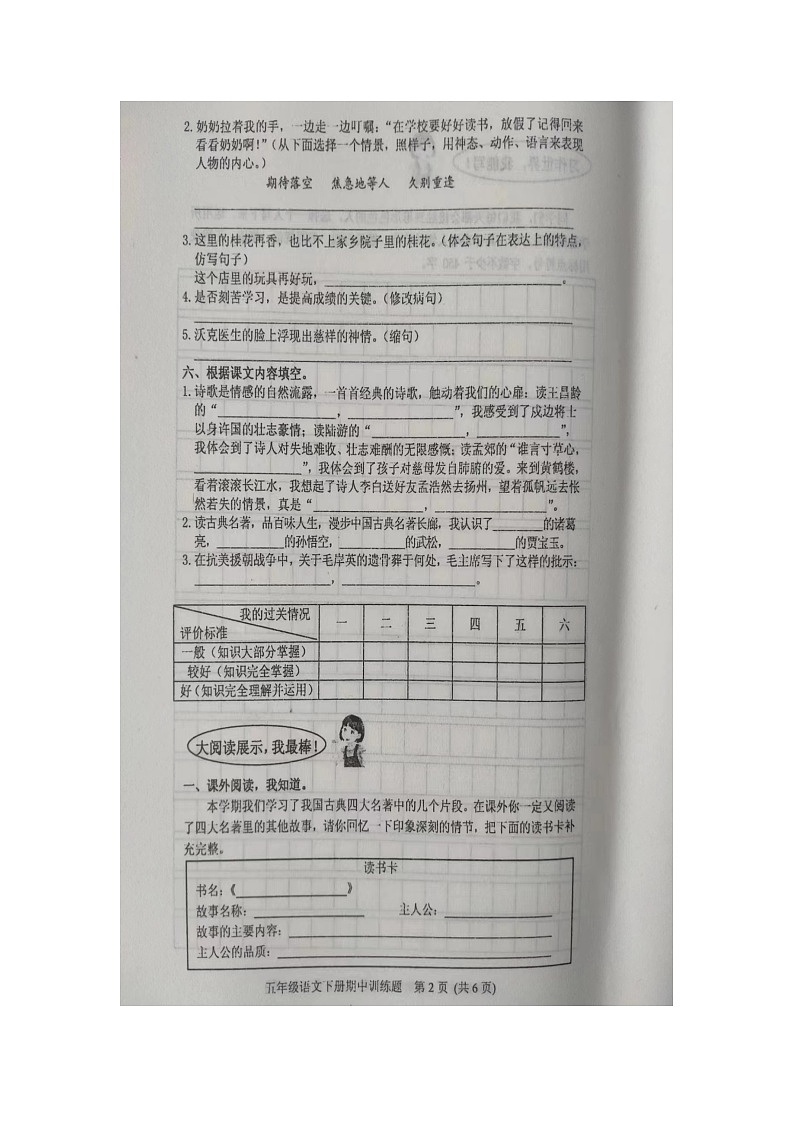 2. 奶奶拉着我的手，一边走一边叮嘱：“在学校要好好读书，放假了记得回来
看看奶奶啊！”（从下面选择一个情景，照样子，用神态、动作、语言来表现
人物的内心。）
期待落空 焦急地等人 久别重逢
3. 这里的桂花再香，也比不上家乡院子里的桂花。（体会句子在表达上的特点，
仿写句子）
这个店里的玩具再好玩，____________________。
4. 是否刻苦学习，是提高成绩的关键。（修改病句）
5. 沃克医生的脸上浮现出慈祥的神情。（缩句）
六、根据课文内容填空。
1. 诗歌是情感的自然流露，一首首经典的诗歌，触动着我们的心扉：读王昌龄
的“____________，____________”，我感受到了戍边将士
以身许国的壮志豪情；读陆游的“__________，__________”，
我体会到了诗人对失地难收、壮志难酬的无限感慨；读孟郊的“谁言寸草心，
____________”，我体会到了孩子对慈母发自肺腑的爱。来到黄鹤楼，
看着滚滚长江水，我想起了诗人李白送好友孟浩然去扬州，望着孤帆远去怅
然若失的情景，真是“____________，____________”。
2. 读古典名著，品百味人生，漫步中国古典名著长廊，我认识了______的诸葛
亮，________的孙悟空，________的武松，________的贾宝玉。
3. 在抗美援朝战争中，关于毛岸英的遗骨葬于何处，毛主席写下了这样的批示：
____________，____________。
我的过关情况 一 二 三 四 五 六
评价标准
一般（知识大部分掌握）
较好（知识完全掌握）
好（知识完全理解并运用）
大阅读展示，我最棒！
一、课外阅读，我知道。
本学期我们学习了我国古典四大名著中的几个片段。在课外你一定又阅读
了四大名著里的其他故事，请你回忆一下印象深刻的情节，把下面的读书卡补
充完整。
读书卡
书名：《____________》
故事名称：____________ 主人公：____________
故事的主要内容：____________
主人公的品质：____________
五年级语文下册期中训练题 第 2 页 （共 6 页）